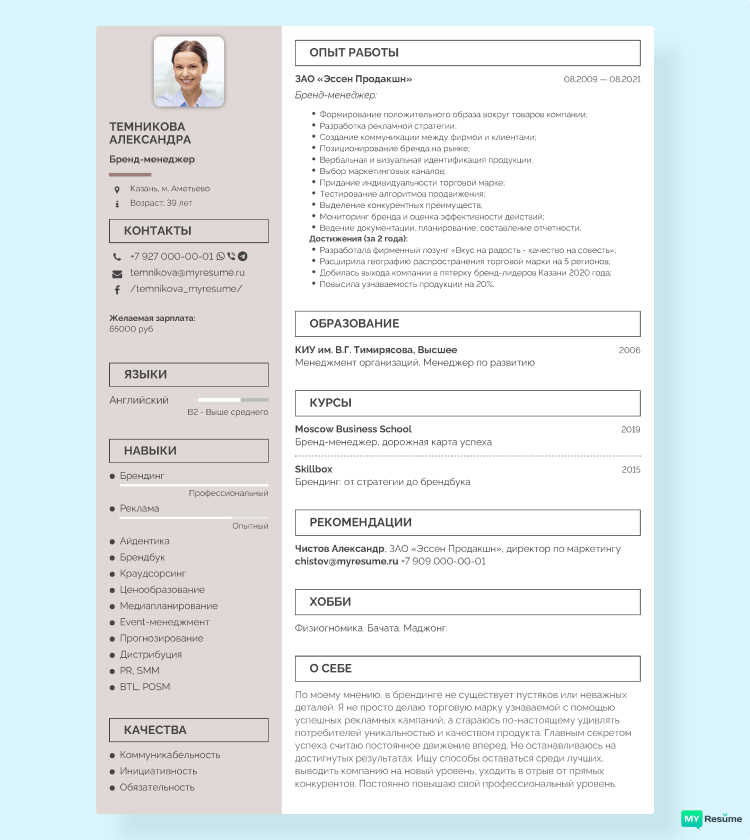 ТЕМНИКОВА
АЛЕКСАНДРА
Бренд-менеджер
Казань, м. Аметьево
Возраст: 39 лет
КОНТАКТЫ
+7 927 000-00-01
temnikova@myresume.ru
/temnikova_myresume/
Желаемая зарплата:
65000 руб
ЯЗЫКИ
Английский
B2 - Выше среднего
НАВЫКИ
Брендинг
Профессиональный
Реклама
Опытный
Айдентика
Брендбук
Краудсорсинг
Ценообразование
Медиапланирование
Event-менеджмент
Прогнозирование
Дистрибуция
PR, SMM
BTL, POSM
КАЧЕСТВА
Коммуникабельность
Инициативность
Обязательность
ОПЫТ РАБОТЫ
ЗАО «Эссен Продакшн» 08.2009 — 08.2021
Бренд-менеджер:
Формирование положительного образа вокруг товаров компании;
Разработка рекламной стратегии;
Создание коммуникации между фирмой и клиентами;
Позиционирование бренда на рынке;
Вербальная и визуальная идентификация продукции;
Выбор маркетинговых каналов;
Придание индивидуальности торговой марке;
Тестирование алгоритмов продвижения;
Выделение конкурентных преимуществ;
Мониторинг бренда и оценка эффективности действий;
Ведение документации, планирование, составление отчетности.
Достижения (за 2 года):
Разработала фирменный лозунг «Вкус на радость - качество на совесть»;
Расширила географию распространения торговой марки на 5 регионов;
Добилась выхода компании в пятерку бренд-лидеров Казани 2020 года;
Повысила узнаваемость продукции на 20%.
ОБРАЗОВАНИЕ
КИУ им. В.Г. Тимирясова, Высшее 2006
Менеджмент организаций, Менеджер по развитию
КУРСЫ
Moscow Business School 2019
Бренд-менеджер, дорожная карта успеха
Skillbox 2015
Брендинг: от стратегии до брендбука
РЕКОМЕНДАЦИИ
Чистов Александр, ЗАО «Эссен Продакшн», директор по маркетингу
chistov@myresume.ru +7 909 000-00-01
ХОББИ
Физиогномика. Бачата. Маджонг.
О СЕБЕ
По моему мнению, в брендинге не существует пустяков или неважных
деталей. Я не просто делаю торговую марку узнаваемой с помощью
успешных рекламных кампаний, а стараюсь по-настоящему удивлять
потребителей уникальностью и качеством продукта. Главным секретом
успеха считаю постоянное движение вперед. Не останавливаюсь на
достигнутых результатах. Ищу способы оставаться среди лучших,
выводить компанию на новый уровень, уходить в отрыв от прямых
конкурентов. Постоянно повышаю свой профессиональный уровень.
MY Resume